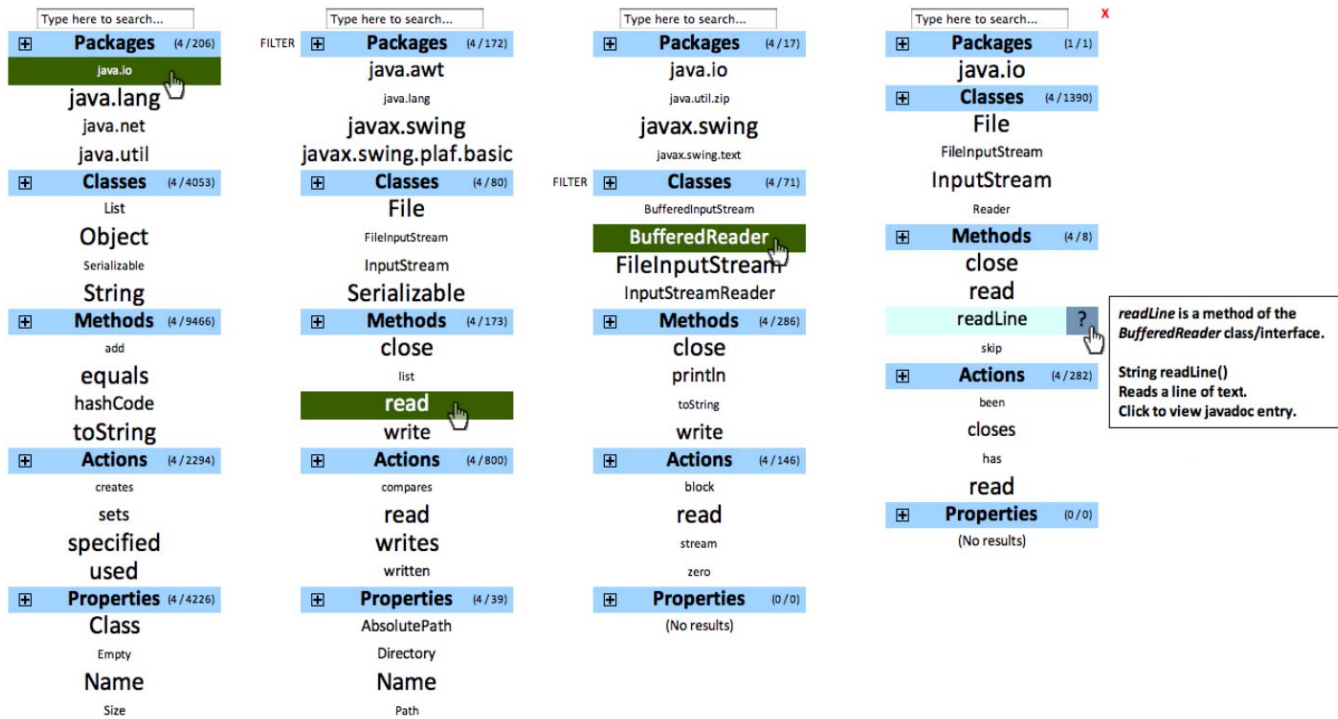 Type here to search...
Packages (4/206)
java.io
java.lang
java.net
java.util
Classes (4/4053)
List
Object
Serializable
String
Methods (4/9466)
add
equals
hashCode
toString
Actions (4/2294)
creates
sets
specified
used
Properties (4/4226)
Class
Empty
Name
Size
Type here to search...
FILTER Packages (4/172)
java.awt
java.lang
javax.swing
javax.swing.plaf.basic
Classes (4/80)
File
FileInputStream
InputStream
Serializable
Methods (4/173)
close
list
read
write
Actions (4/800)
compares
read
writes
written
Properties (4/39)
AbsolutePath
Directory
Name
Path
Type here to search...
Packages (4/17)
java.io
java.util.zip
javax.swing
javax.swing.text
FILTER Classes (4/71)
BufferedInputStream
BufferedReader
FileInputStream
InputStreamReader
Methods (4/286)
close
println
toString
write
Actions (4/146)
block
read
stream
zero
Properties (0/0)
(No results)
Type here to search... X
Packages (1/1)
java.io
Classes (4/1390)
File
FileInputStream
InputStream
Reader
Methods (4/8)
close
read
readLine ?
skip
Actions (4/282)
been
closes
has
read
Properties (0/0)
(No results)
readLine is a method of the
BufferedReader class/interface.
String readLine()
Reads a line of text.
Click to view javadoc entry.